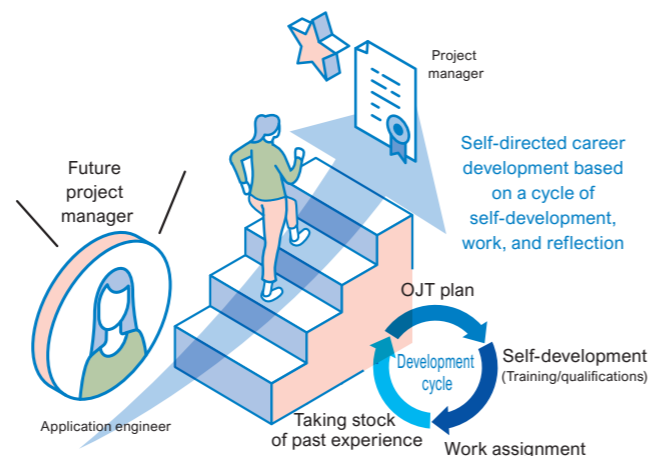 Project
manager
Self-directed career
development based
on a cycle of
self-development,
work, and reflection
Future
project
manager
Application engineer
OJT plan
Development
cycle
Self-development
(Training/qualifications)
Taking stock
of past experience
Work assignment